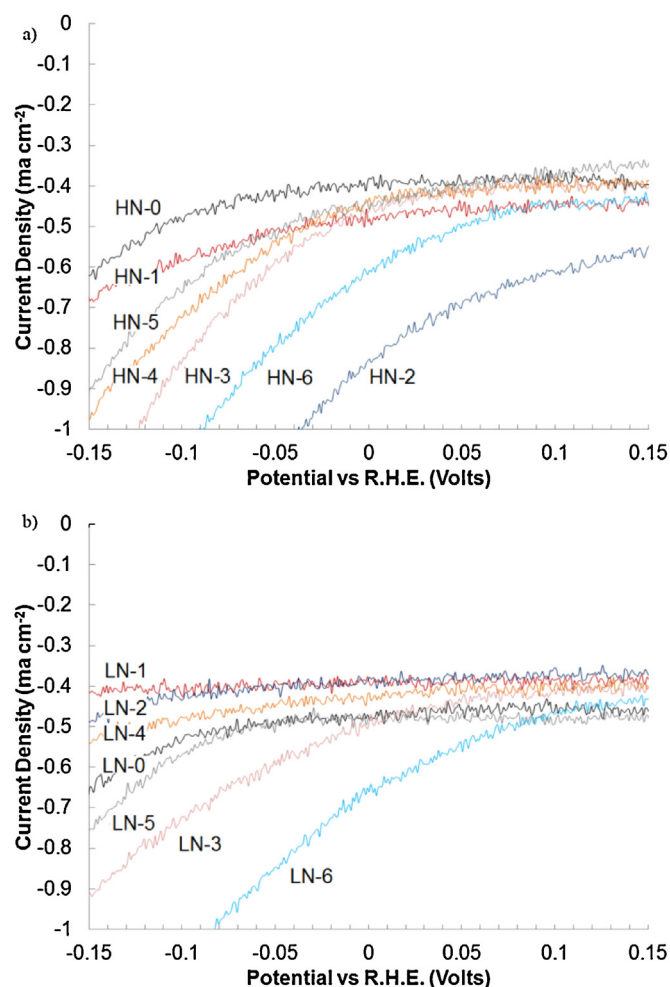 a)
0
-0.1
-0.2
-0.3
-0.4
-0.5
-0.6
-0.7
-0.8
-0.9
-1
Current Density (ma cm⁻²)
HN-0
HN-1
HN-5
HN-4 HN-3 HN-6 HN-2
-0.15 -0.1 -0.05 0 0.05 0.1 0.15
Potential vs R.H.E. (Volts)
b)
0
-0.1
-0.2
-0.3
-0.4
-0.5
-0.6
-0.7
-0.8
-0.9
-1
Current Density (ma cm⁻²)
LN-1
LN-2
LN-4
LN-0
LN-5
LN-3
LN-6
-0.15 -0.1 -0.05 0 0.05 0.1 0.15
Potential vs R.H.E. (Volts)